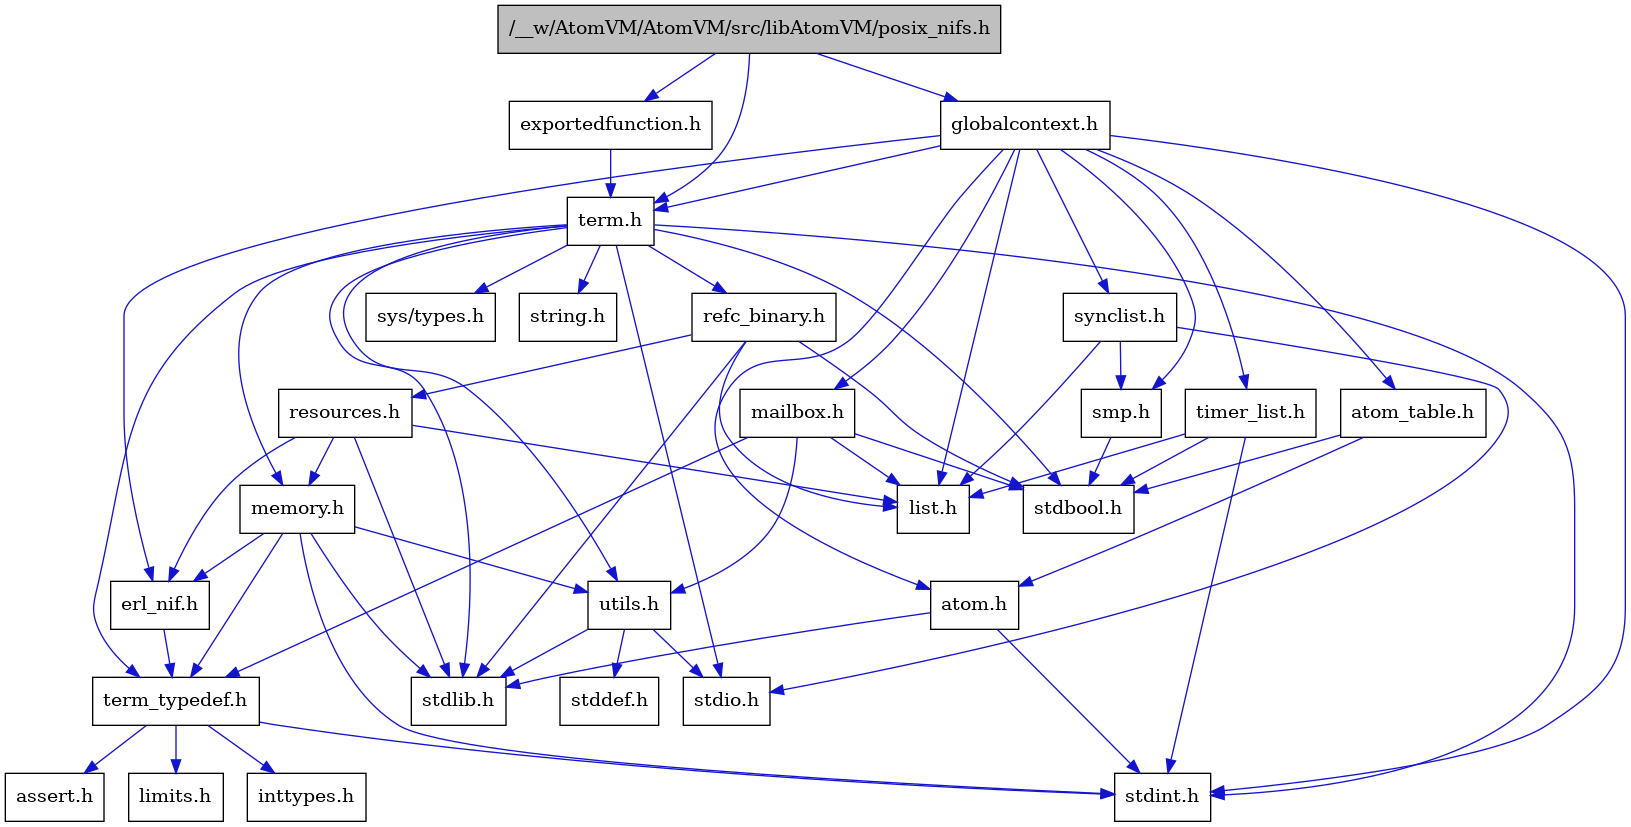 /__w/AtomVM/AtomVM/src/libAtomVM/posix_nifs.h
exportedfunction.h
globalcontext.h
term.h
sys/types.h
string.h
refc_binary.h
synclist.h
resources.h
mailbox.h
smp.h
timer_list.h
atom_table.h
memory.h
list.h
stdbool.h
erl_nif.h
utils.h
atom.h
term_typedef.h
stdlib.h
stddef.h
stdio.h
assert.h
limits.h
inttypes.h
stdint.h